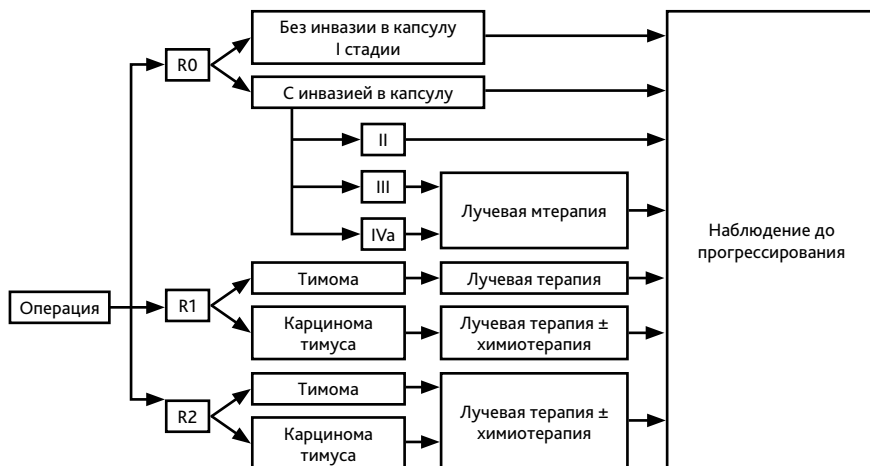 Операция
R0
Без инвазии в капсулу
I стадии
С инвазией в капсулу
II
III
IVa
Лучевая мтерапия
R1
Тимома
Лучевая терапия
Карцинома
тимуса
Лучевая терапия ±
химиотерапия
R2
Тимома
Карцинома
тимуса
Лучевая терапия ±
химиотерапия
Наблюдение до
прогрессирования